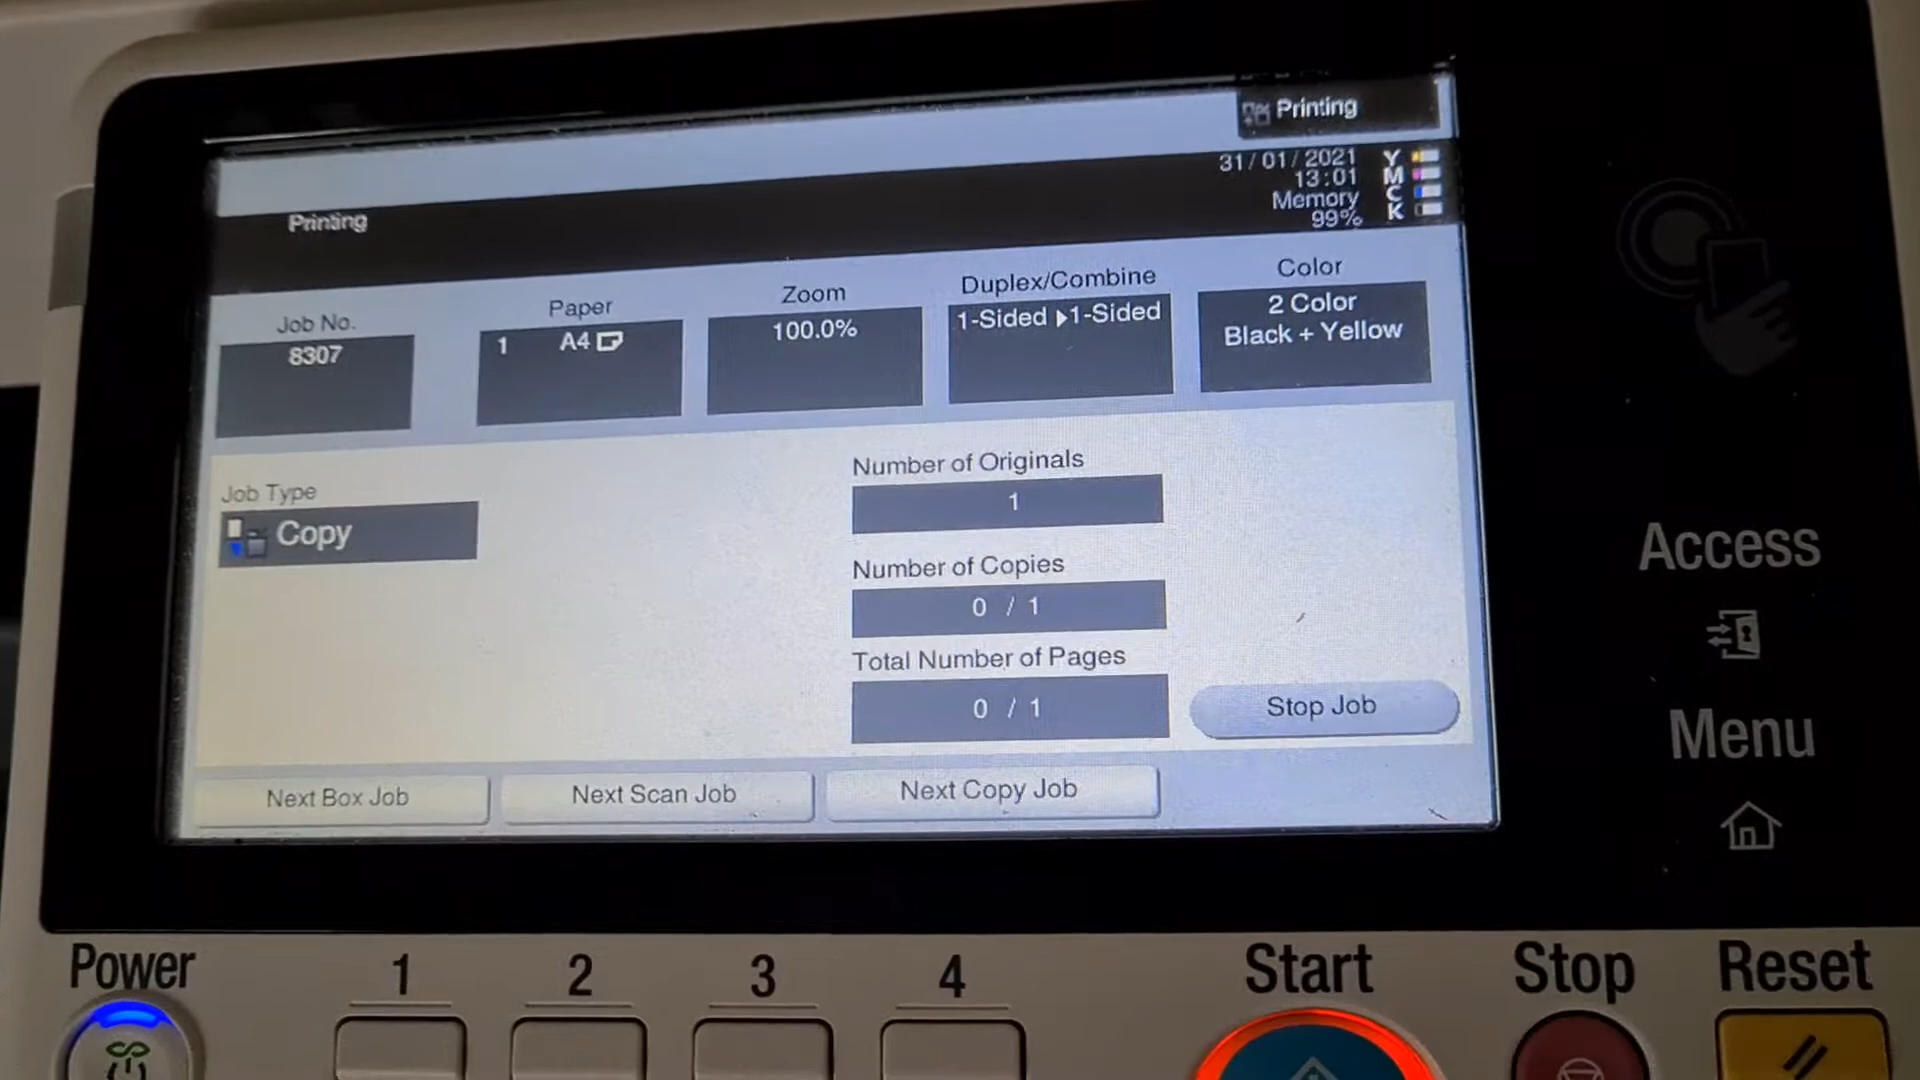 Printing
31/01/2021
13:01
Memory
99%
Y
M
C
K
Printing
Job No.
8307
Paper
1 A4
Zoom
100.0%
Duplex/Combine
1-Sided ▶1-Sided
Color
2 Color
Black + Yellow
Job Type
Copy
Number of Originals
1
Number of Copies
0 / 1
Total Number of Pages
0 / 1
Stop Job
Next Box Job
Next Scan Job
Next Copy Job
Access
Menu
Power
1
2
3
4
Start
Stop
Reset